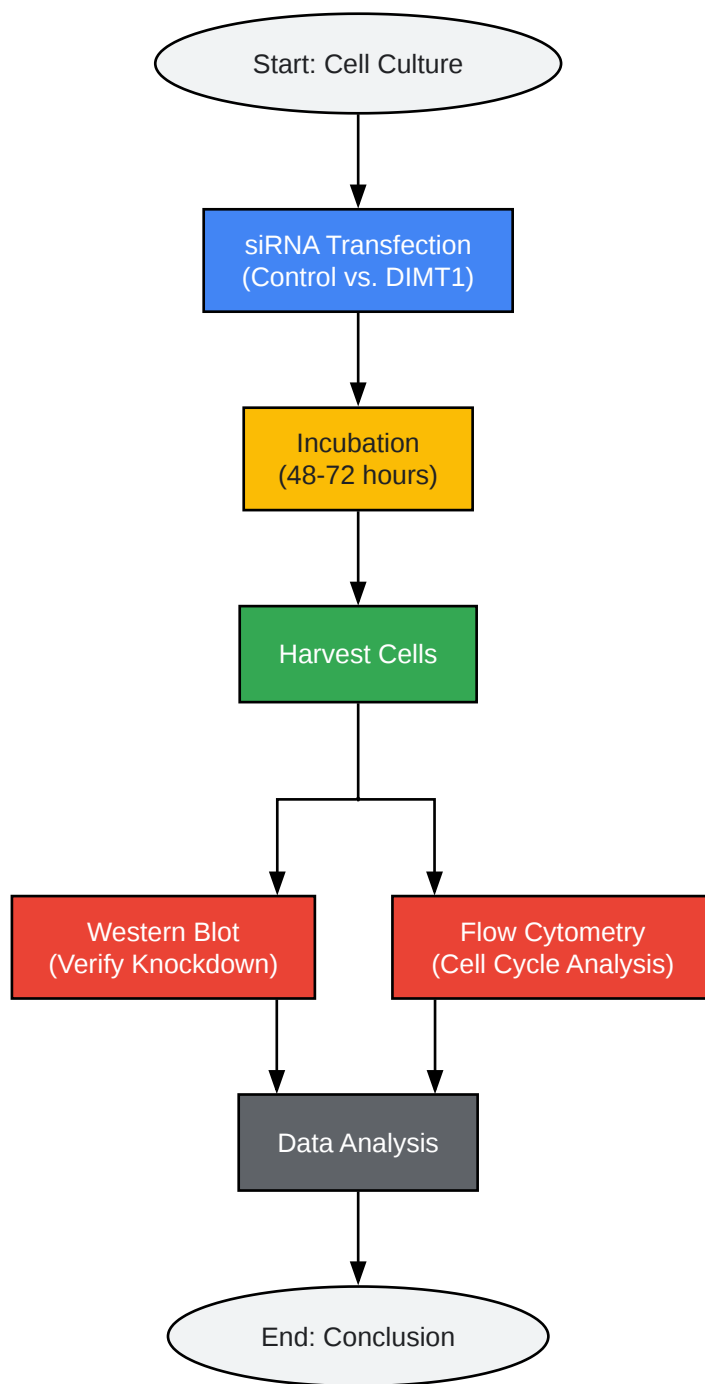 Start: Cell Culture
siRNA Transfection
(Control vs. DIMT1)
Incubation
(48-72 hours)
Harvest Cells
Western Blot
(Verify Knockdown)
Flow Cytometry
(Cell Cycle Analysis)
Data Analysis
End: Conclusion